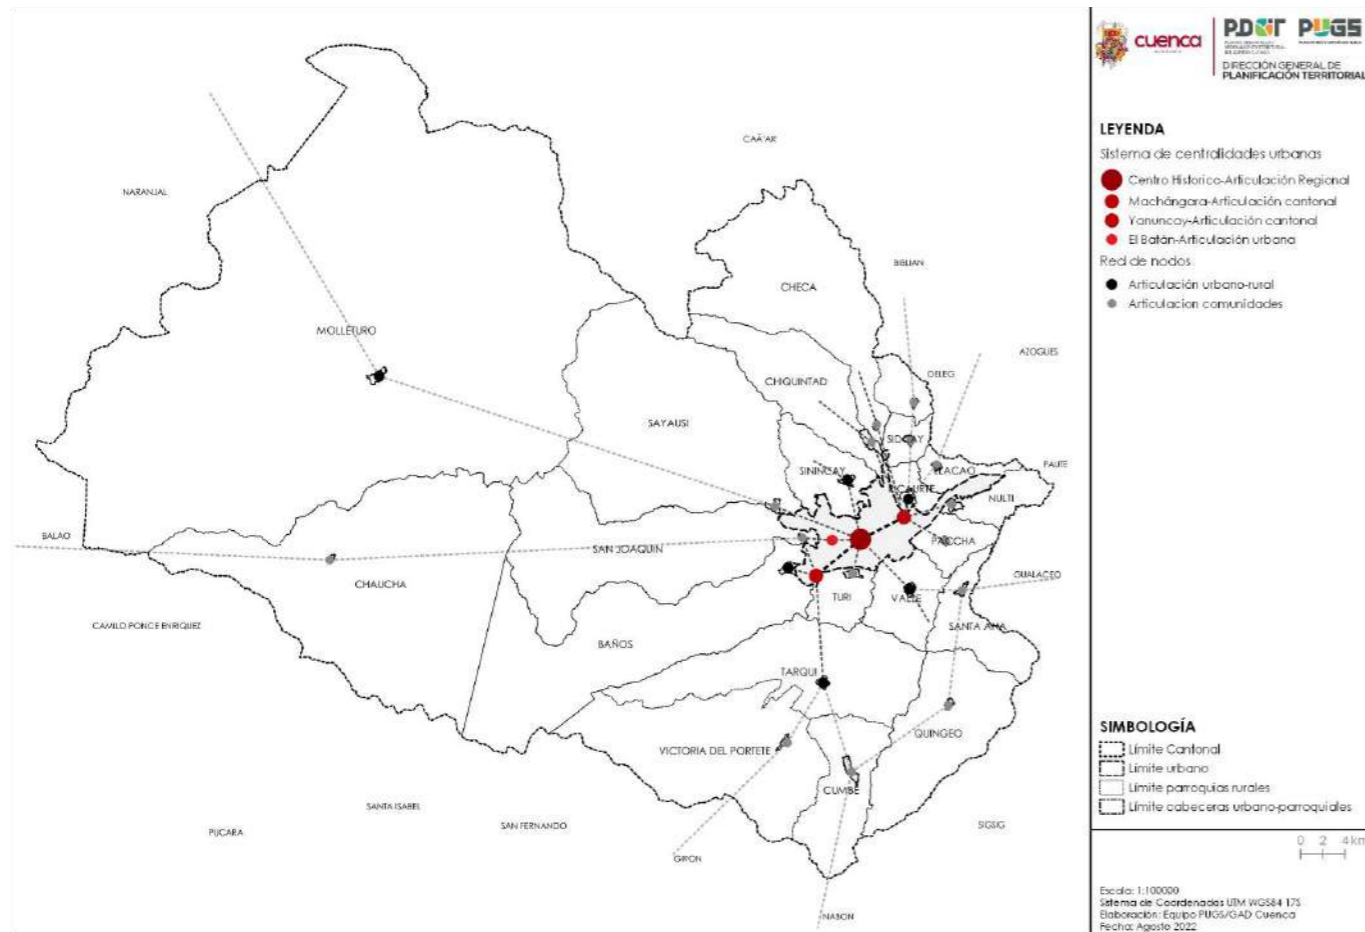 CAÃ'AR
NARANJAL
BIBLIAN
CHECA
MOLLETURO
AZOGUES
DELEG
CHIQUINTAD
SAYAUSI
SIDCAY
SININCAY
LLACAO
PAUTE
RICAURTE
NULTI
BALAO
SAN JOAQUIN
PACCHA
CHAUCHA
GUALACEO
TURI
VALLE
CAMILO PONCE ENRIQUEZ
SANTA ANA
BAÑOS
TARQUI
QUINGEO
VICTORIA DEL PORTETE
CUMBE
SANTA ISABEL
PUCARA
SAN FERNANDO
SIGSIG
GIRON
NABON
cuenca
PDOT PUGS
DIRECCIÓN GENERAL DE
PLANIFICACIÓN TERRITORIAL
LEYENDA
Sistema de centralidades urbanas
Centro Historico-Articulación Regional
Machángara-Articulación cantonal
Yanuncay-Articulación cantonal
El Batán-Articulación urbana
Red de nodos
Articulación urbano-rural
Articulacion comunidades
SIMBOLOGÍA
Límite Cantonal
Límite urbano
Límite parroquias rurales
Límite cabeceras urbano-parroquiales
0 2 4km
Escala: 1:100000
Sistema de Coordenadas UTM WGS84 17S
Elaboración: Equipo PUGS/GAD Cuenca
Fecha: Agosto 2022